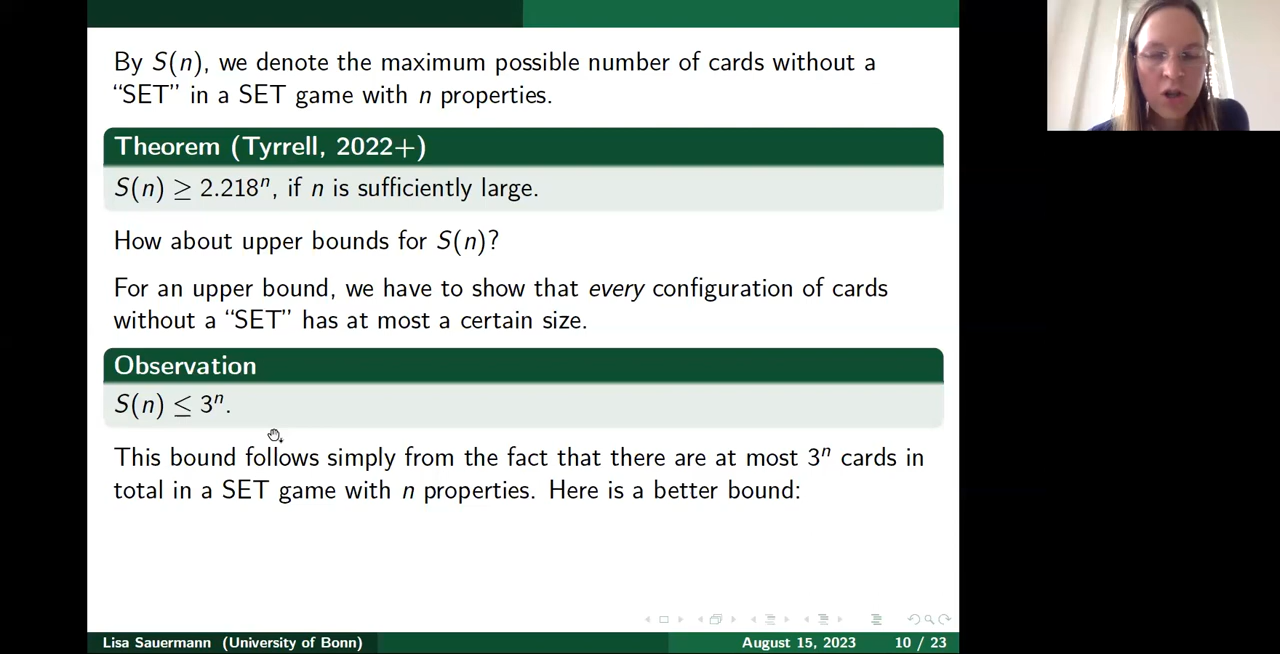 By S(n), we denote the maximum possible number of cards without a
“SET” in a SET game with n properties.
Theorem (Tyrrell, 2022+)
S(n) ≥ 2.218ⁿ, if n is sufficiently large.
How about upper bounds for S(n)?
For an upper bound, we have to show that every configuration of cards
without a “SET” has at most a certain size.
Observation
S(n) ≤ 3ⁿ.
This bound follows simply from the fact that there are at most 3ⁿ cards in
total in a SET game with n properties. Here is a better bound:
Lisa Sauermann (University of Bonn) August 15, 2023 10 / 23